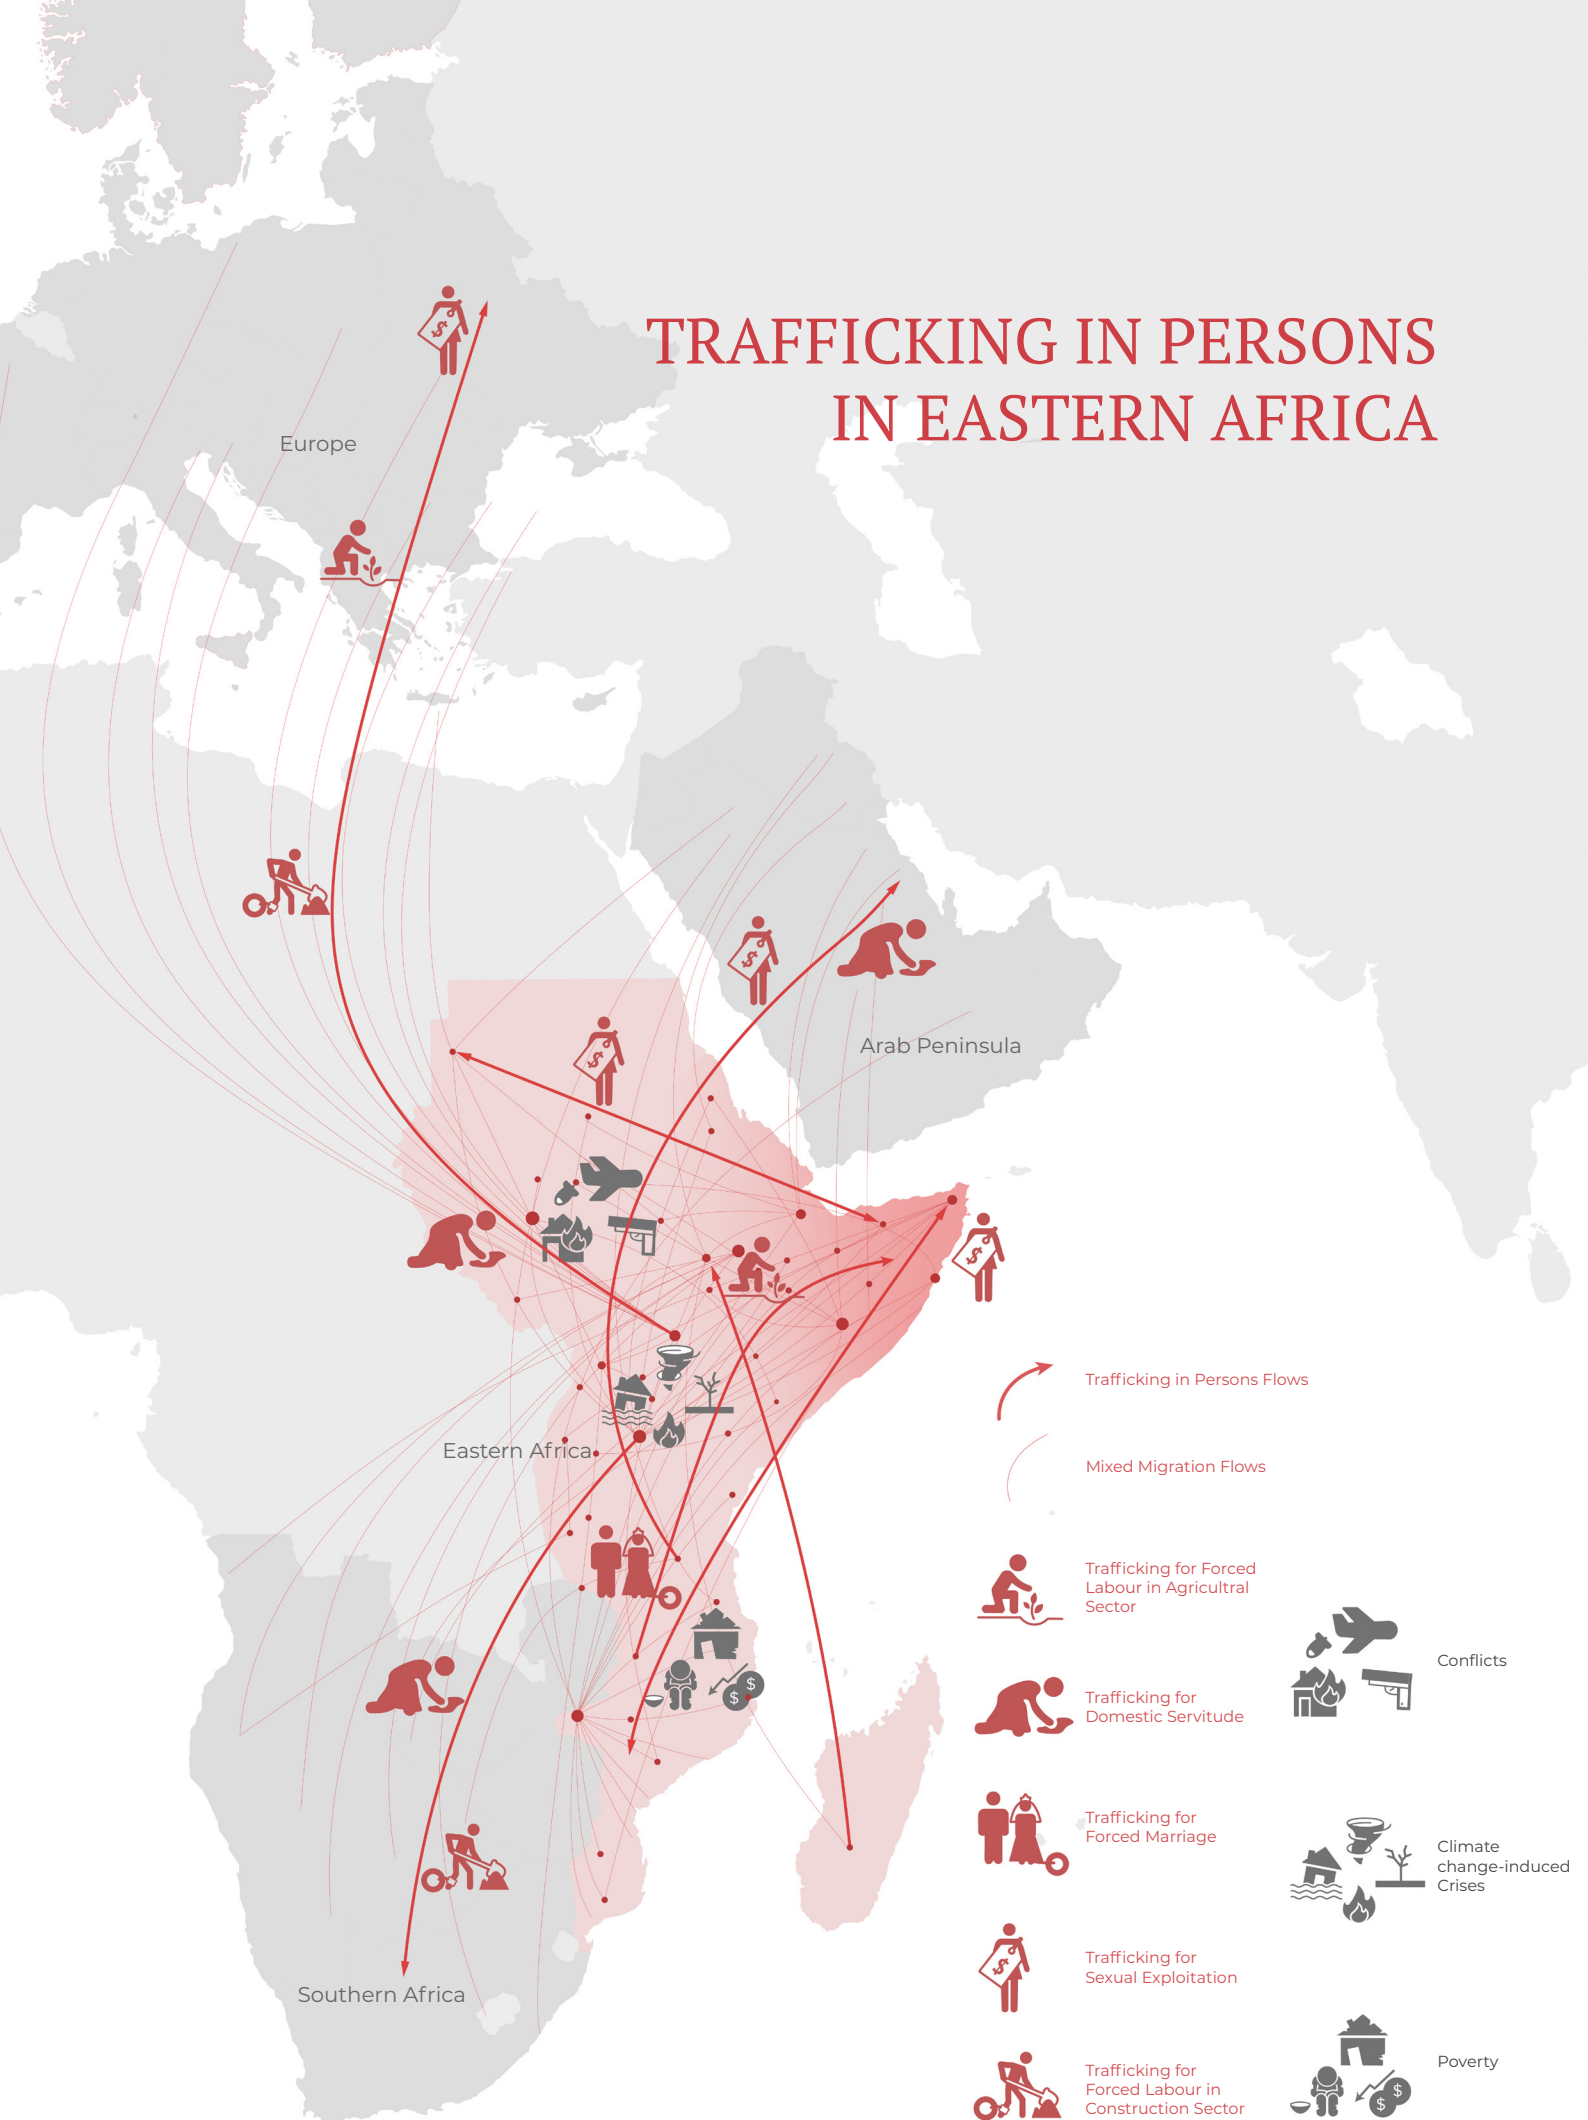 TRAFFICKING IN PERSONS
IN EASTERN AFRICA
Europe
Arab Peninsula
Eastern Africa
Southern Africa
Trafficking in Persons Flows
Mixed Migration Flows
Trafficking for Forced
Labour in Agricultral
Sector
Trafficking for
Domestic Servitude
Trafficking for
Forced Marriage
Trafficking for
Sexual Exploitation
Trafficking for
Forced Labour in
Construction Sector
Conflicts
Climate
change-induced
Crises
Poverty